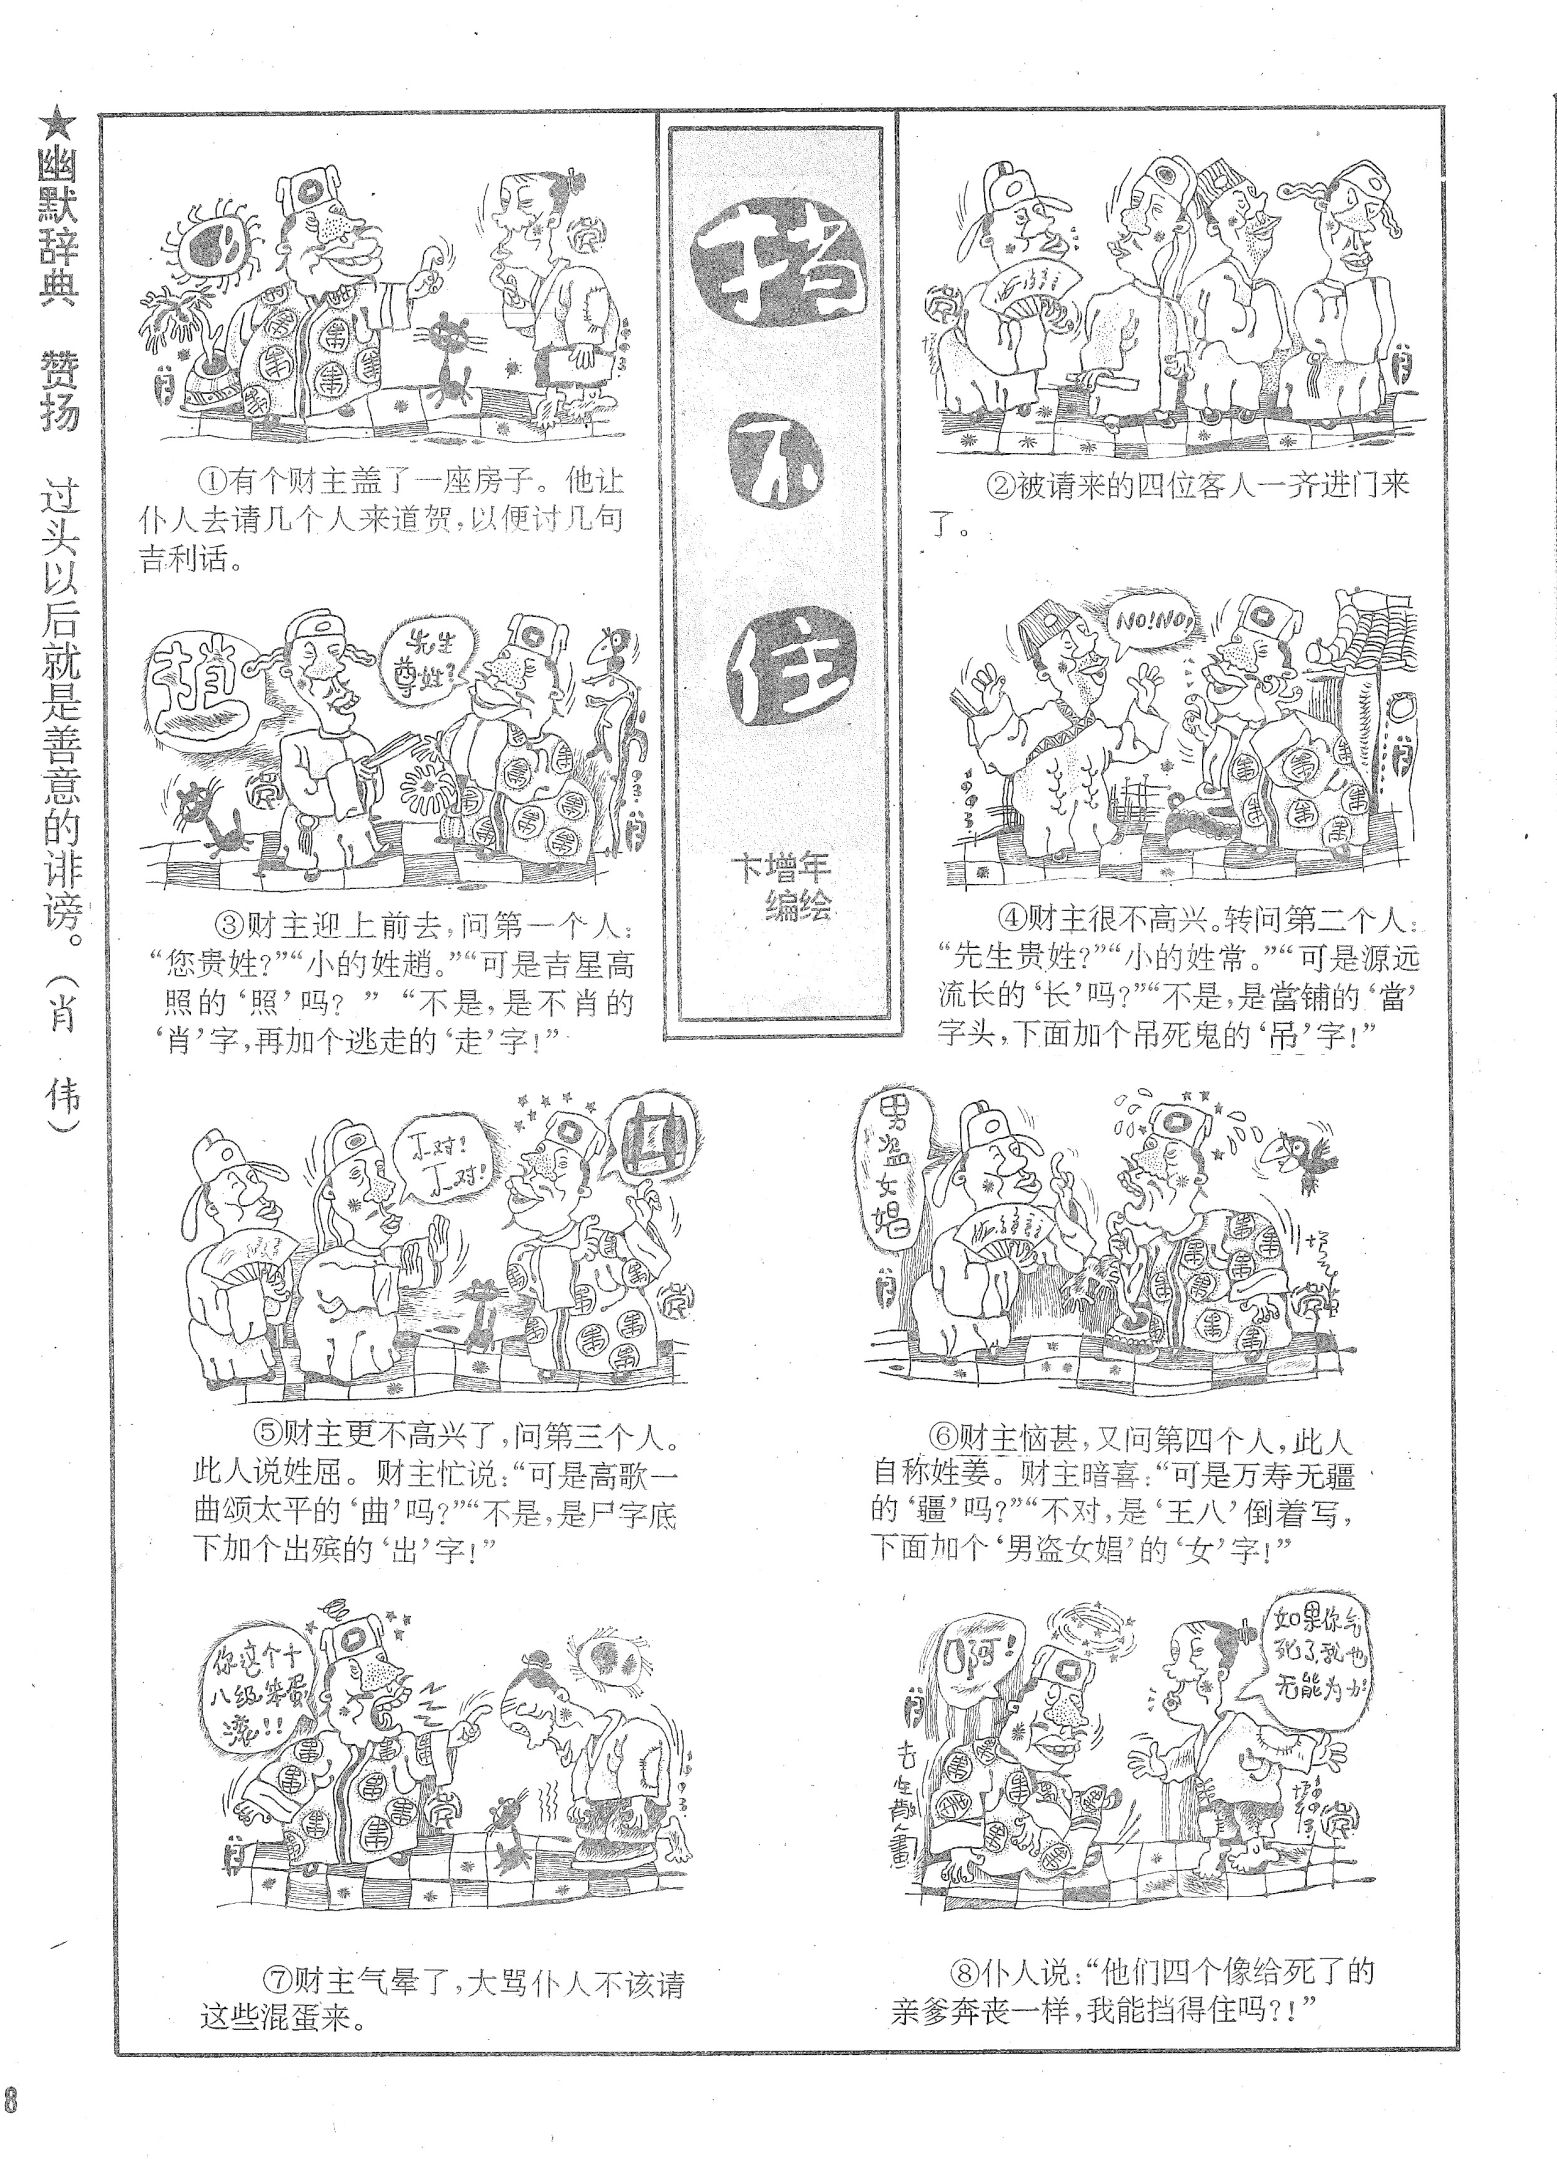 ★幽默辞典 赞扬 过头以后就是善意的诽谤。(肖 伟)
挡不住
卞增年
编绘
①有个财主盖了一座房子。他让
仆人去请几个人来道贺,以便讨几句
吉利话。
②被请来的四位客人一齐进门来
了。
趙
先生
尊姓?
③财主迎上前去,问第一个人:
“您贵姓?”“小的姓趙。”“可是吉星高
照的‘照’吗?”“不是,是不肖的
‘肖’字,再加个逃走的‘走’字!”
NO!NO!
④财主很不高兴。转问第二个人:
“先生贵姓?”“小的姓常。”“可是源远
流长的‘长’吗?”“不是,是當铺的‘當’
字头,下面加个吊死鬼的‘吊’字!”
不对!
不对!
曲
⑤财主更不高兴了,问第三个人。
此人说姓屈。财主忙说:“可是高歌一
曲颂太平的‘曲’吗?”“不是,是尸字底
下加个出殡的‘出’字!”
男盗女娼
⑥财主恼甚,又问第四个人,此人
自称姓姜。财主暗喜:“可是万寿无疆
的‘疆’吗?”“不对,是‘王八’倒着写,
下面加个‘男盗女娼’的‘女’字!”
你这个十
八级笨蛋
滚!!
⑦财主气晕了,大骂仆人不该请
这些混蛋来。
啊!
如果你气
死了,我也
无能为力
⑧仆人说:“他们四个像给死了的
亲爹奔丧一样,我能挡得住吗?!”
8